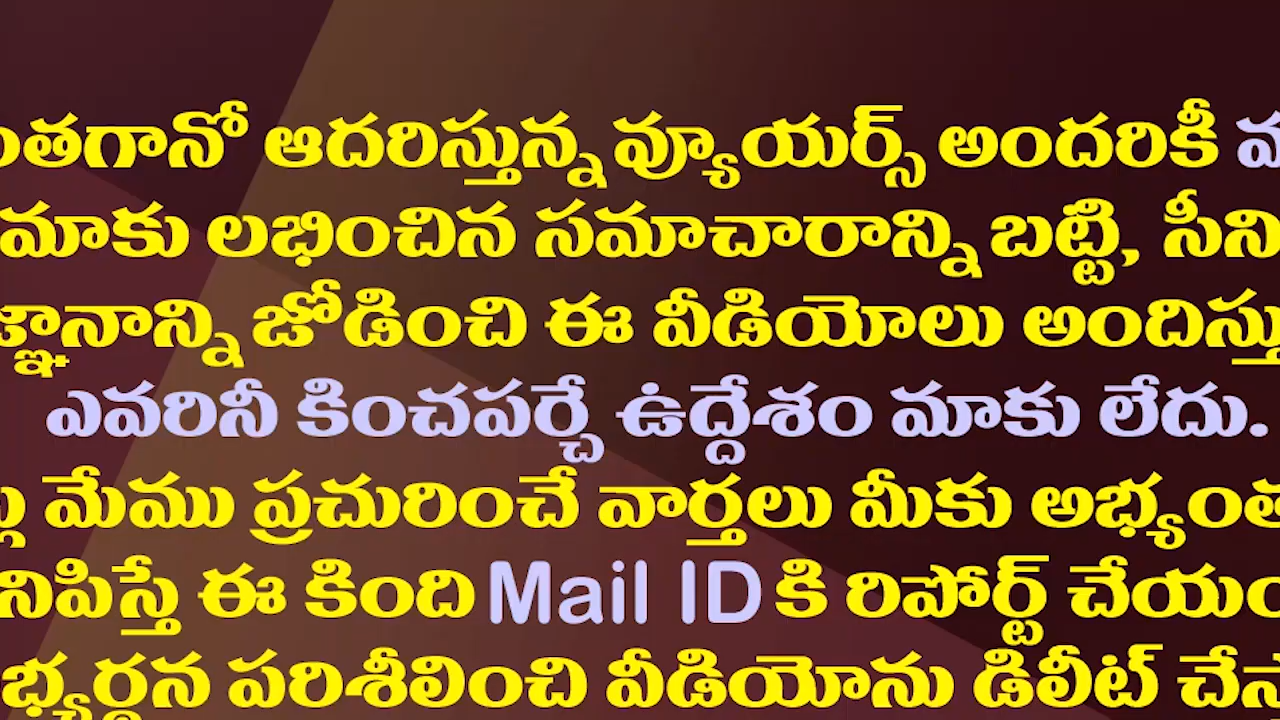 ంతగానో ఆదరిస్తున్న వ్యూయర్స్ అందరికీ
మాకు లభించిన సమాచారాన్ని బట్టి, సీని
జ్ఞానాన్ని జోడించి ఈ వీడియోలు అందిస్తు
ఎవరినీ కించపర్చే ఉద్దేశం మాకు లేదు.
మేము ప్రచురించే వార్తలు మీకు అభ్యంత
నిపిస్తే ఈ కింది Mail ID కి రిపోర్ట్ చేయం
భ్యర్ధన పరిశీలించి వీడియోను డిలీట్ చేస